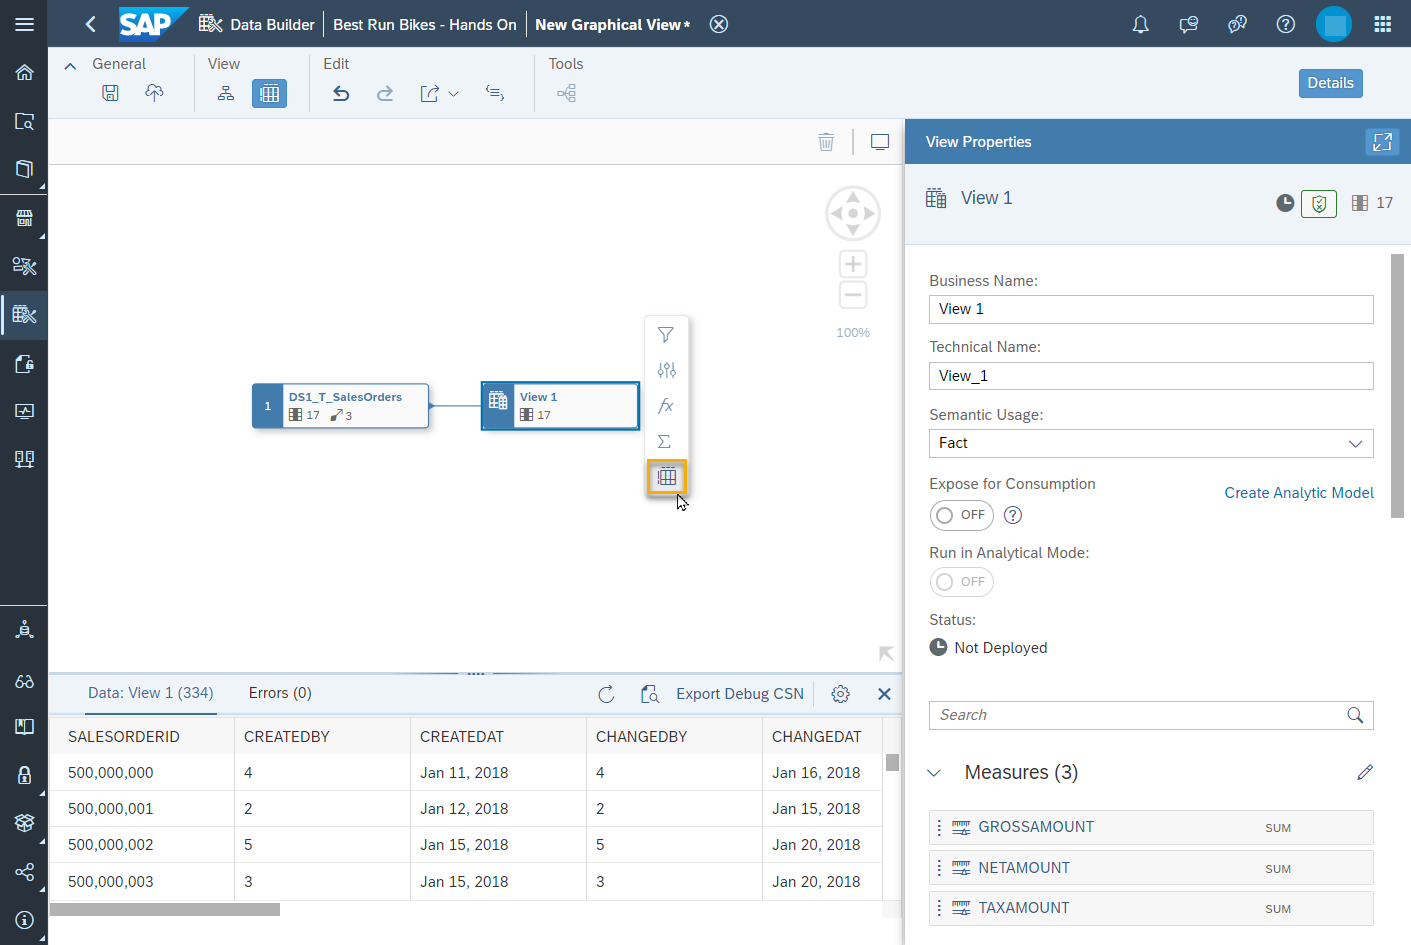 SAP Data Builder Best Run Bikes - Hands On New Graphical View*
General View Edit Tools
Details
View Properties
View 1
17
100%
1
DS1_T_SalesOrders
17 3
View 1
17
fx
Σ
Business Name:
View 1
Technical Name:
View_1
Semantic Usage:
Fact
Expose for Consumption
Create Analytic Model
OFF
Run in Analytical Mode:
OFF
Status:
Not Deployed
Search
Measures (3)
GROSSAMOUNT SUM
NETAMOUNT SUM
TAXAMOUNT SUM
Data: View 1 (334) Errors (0) Export Debug CSN
SALESORDERID CREATEDBY CREATEDAT CHANGEDBY CHANGEDAT
500,000,000 4 Jan 11, 2018 4 Jan 16, 2018
500,000,001 2 Jan 12, 2018 2 Jan 15, 2018
500,000,002 5 Jan 15, 2018 5 Jan 20, 2018
500,000,003 3 Jan 15, 2018 3 Jan 20, 2018